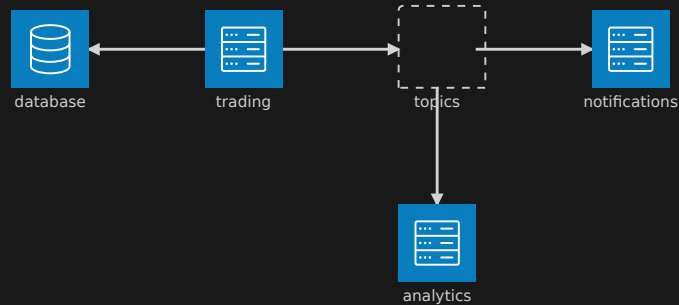 database
trading
topics
notifications
analytics